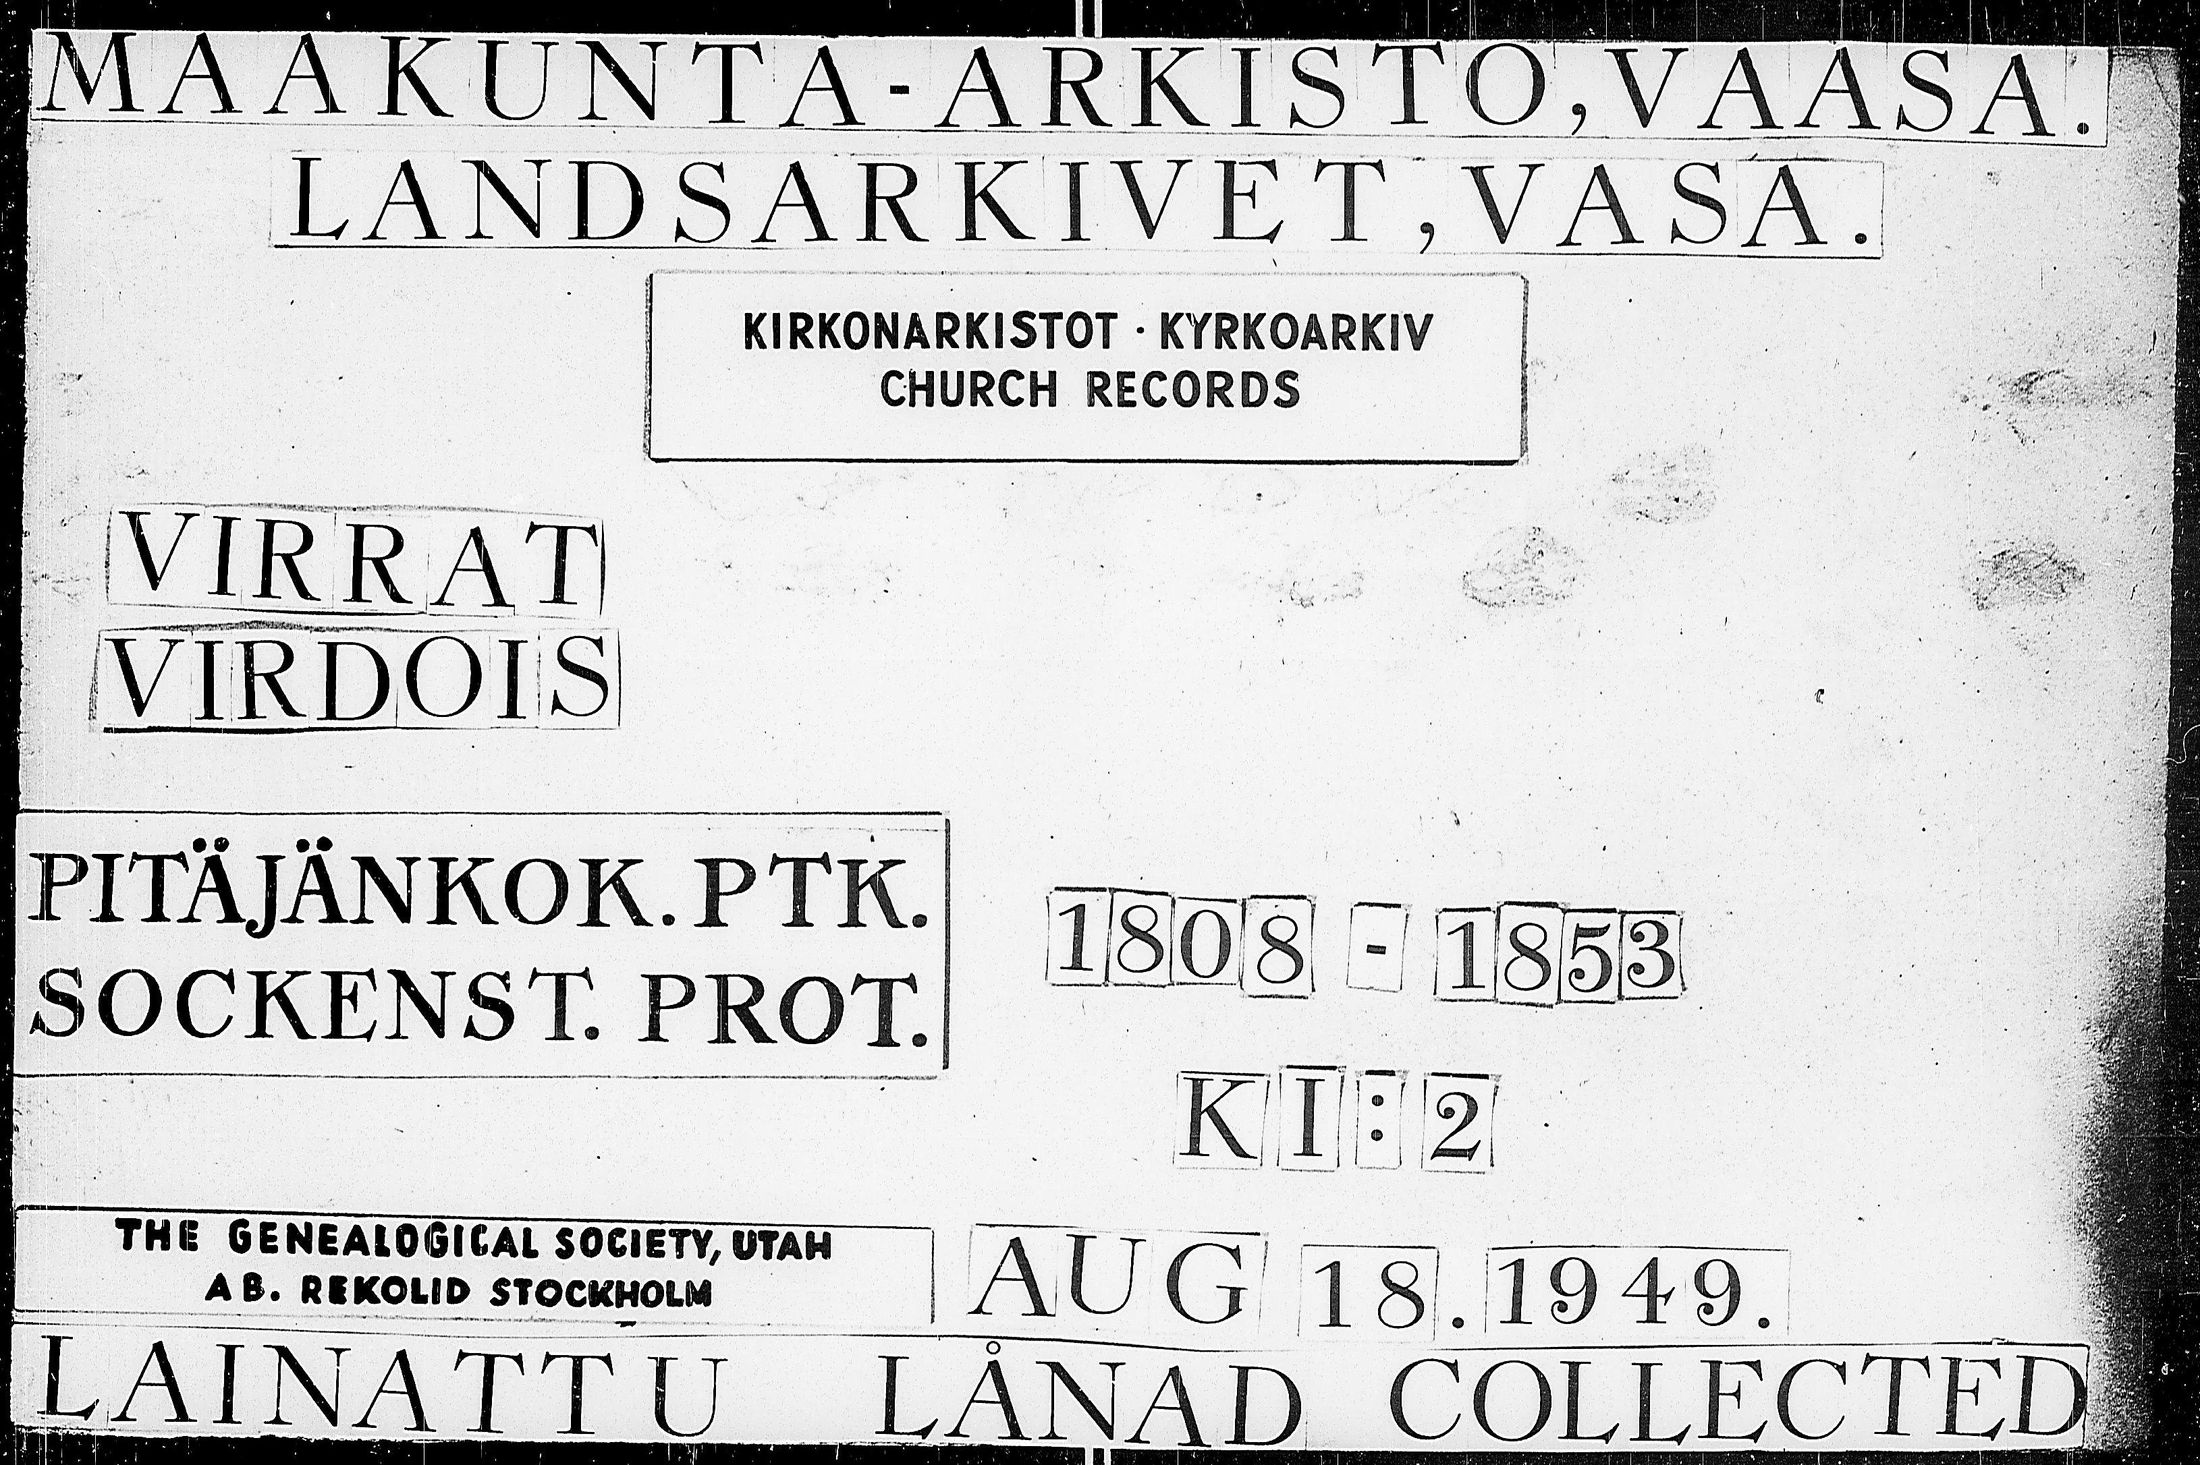 MAAKUNTA-ARKISTO, VAASA.
LANDSARKIVET, VASA.
KIRKONARKISTOT · KYRKOARKIV
CHURCH RECORDS
VIRRAT
VIRDOIS
PITÄJÄNKOK. PTK.
SOCKENST. PROT.
1808 - 1853
KI:2
THE GENEALOGICAL SOCIETY, UTAH
AB. REKOLID STOCKHOLM
AUG 18. 1949.
LAINATTU LÅNAD COLLECTED